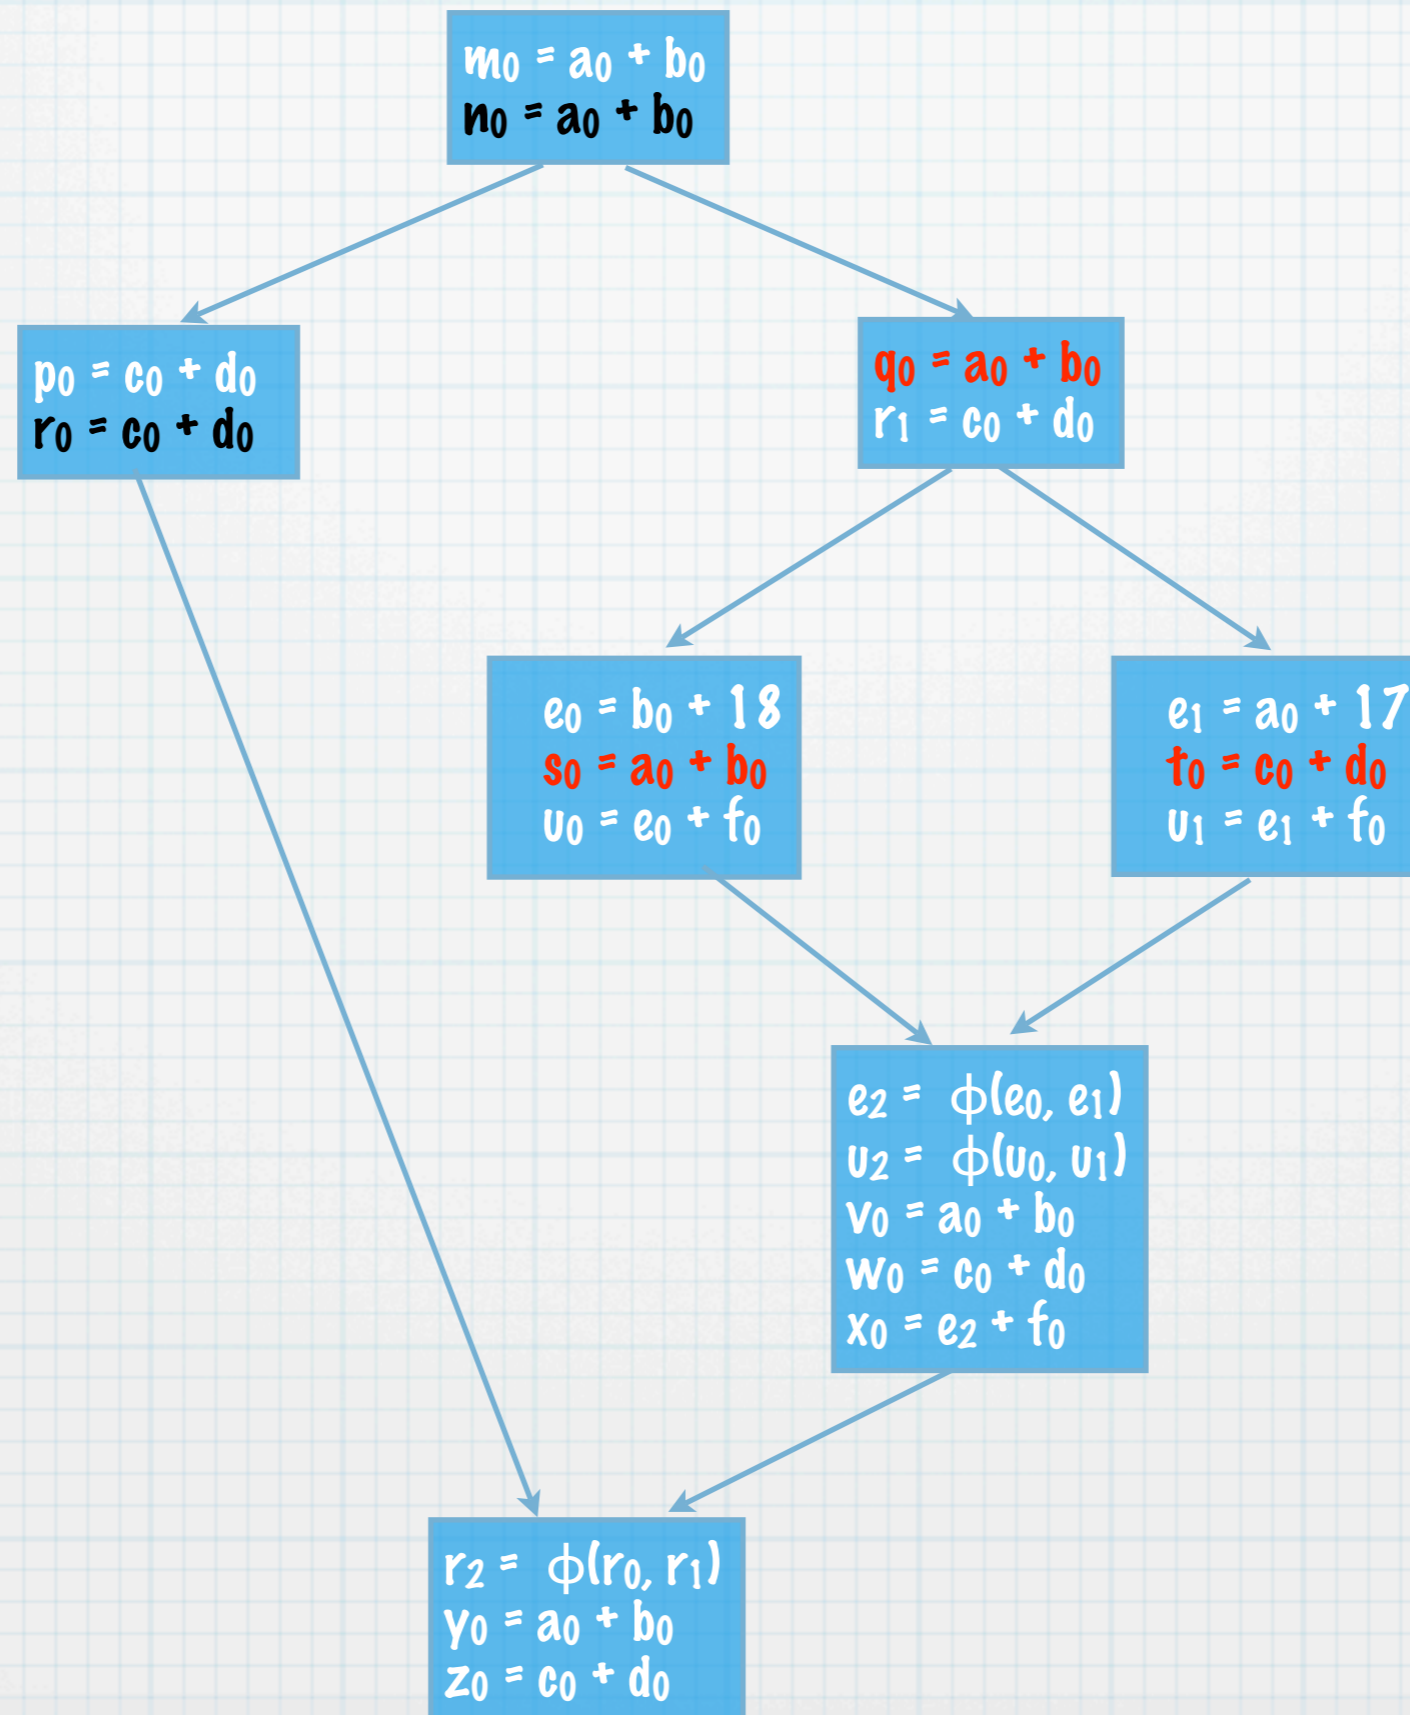 m₀ = a₀ + b₀
n₀ = a₀ + b₀
p₀ = c₀ + d₀
r₀ = c₀ + d₀
q₀ = a₀ + b₀
r₁ = c₀ + d₀
e₀ = b₀ + 18
s₀ = a₀ + b₀
u₀ = e₀ + f₀
e₁ = a₀ + 17
t₀ = c₀ + d₀
u₁ = e₁ + f₀
e₂ = ϕ(e₀, e₁)
u₂ = ϕ(u₀, u₁)
v₀ = a₀ + b₀
w₀ = c₀ + d₀
x₀ = e₂ + f₀
r₂ = ϕ(r₀, r₁)
y₀ = a₀ + b₀
z₀ = c₀ + d₀